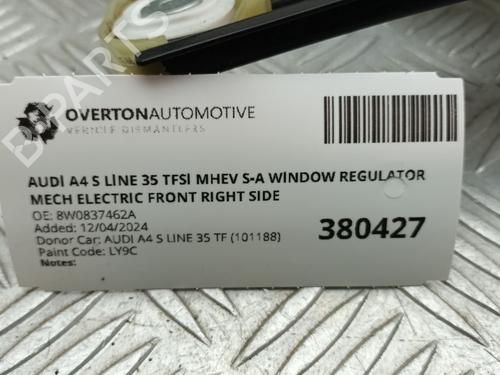 OVERTONAUTOMOTIVE
VEHICLE DISMANTLERS
AUDI A4 S LINE 35 TFSI MHEV S-A WINDOW REGULATOR
MECH ELECTRIC FRONT RIGHT SIDE
OE: 8W0837462A
Added: 12/04/2024
Donor Car: AUDI A4 S LINE 35 TF (101188)
Paint Code: LY9C
Notes:
380427
B-PARTS